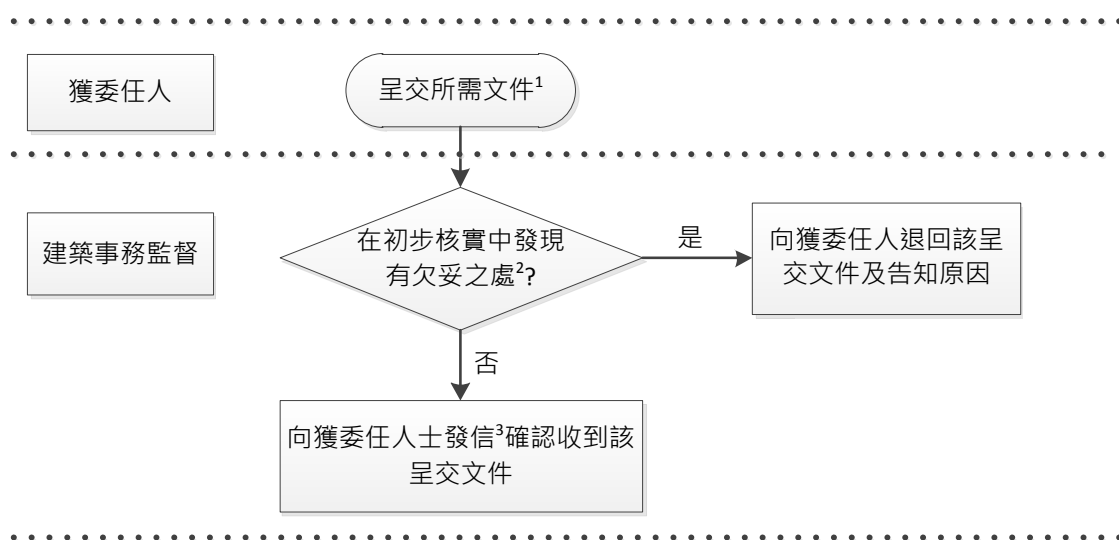 獲委任人
呈交所需文件¹
建築事務監督
在初步核實中發現
有欠妥之處²?
是
向獲委任人退回該呈
交文件及告知原因
否
向獲委任人士發信³確認收到該
呈交文件